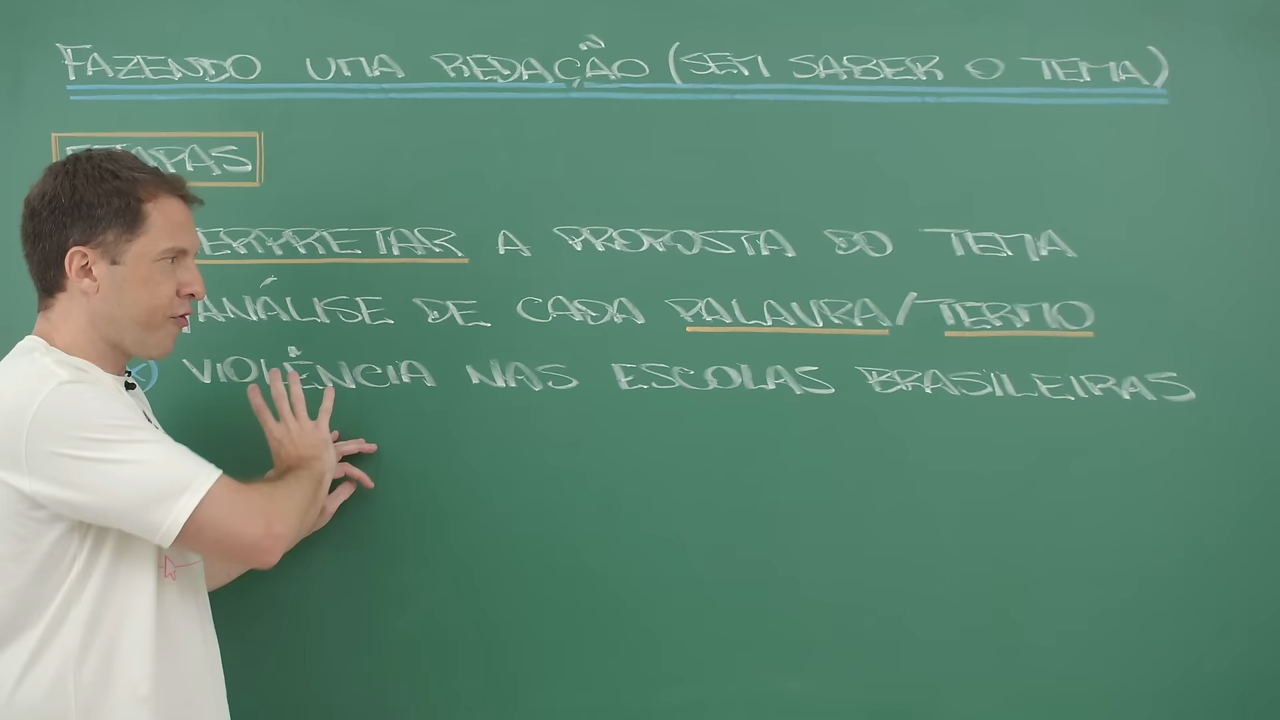 FAZENDO UMA REDAÇÃO (SEM SABER O TEMA)
ETAPAS
ERPRETAR A PROPOSTA DO TEMA
ANÁLISE DE CADA PALAVRA/TERMO
VIOLÊNCIA NAS ESCOLAS BRASILEIRAS